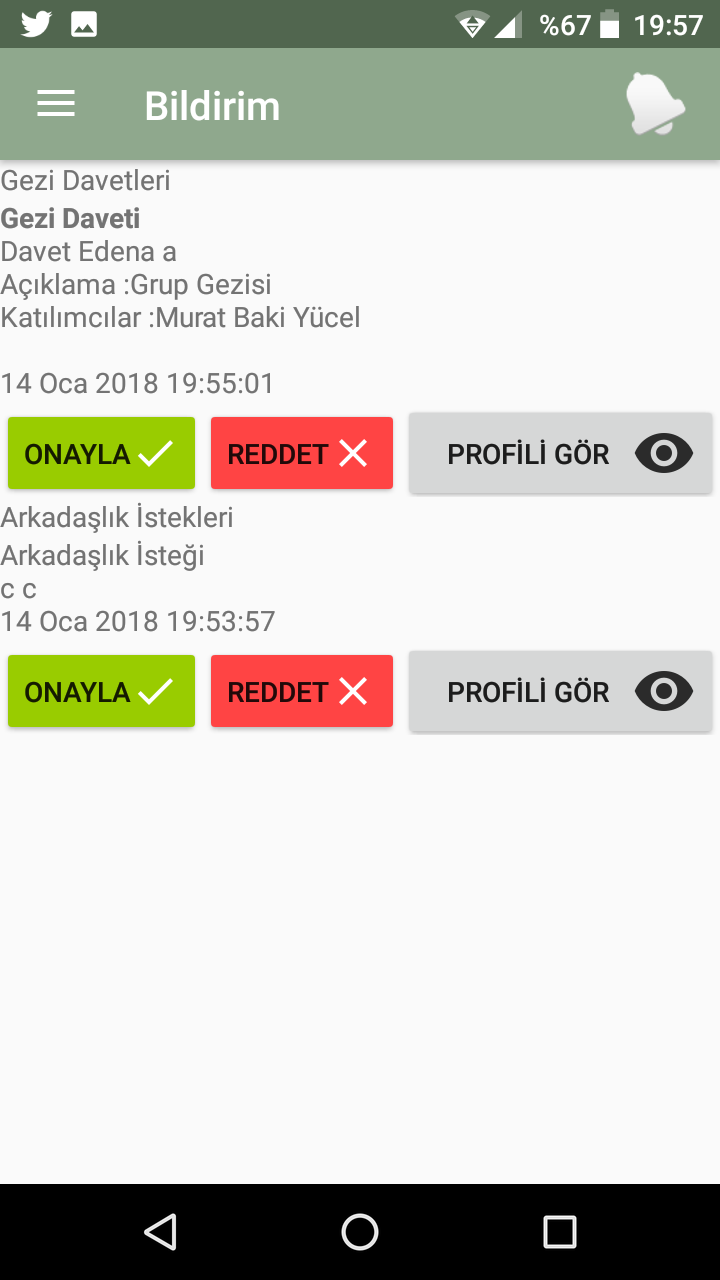 %67 19:57
Bildirim
Gezi Davetleri
Gezi Daveti
Davet Edena a
Açıklama :Grup Gezisi
Katılımcılar :Murat Baki Yücel
14 Oca 2018 19:55:01
ONAYLA REDDET PROFİLİ GÖR
Arkadaşlık İstekleri
Arkadaşlık İsteği
c c
14 Oca 2018 19:53:57
ONAYLA REDDET PROFİLİ GÖR